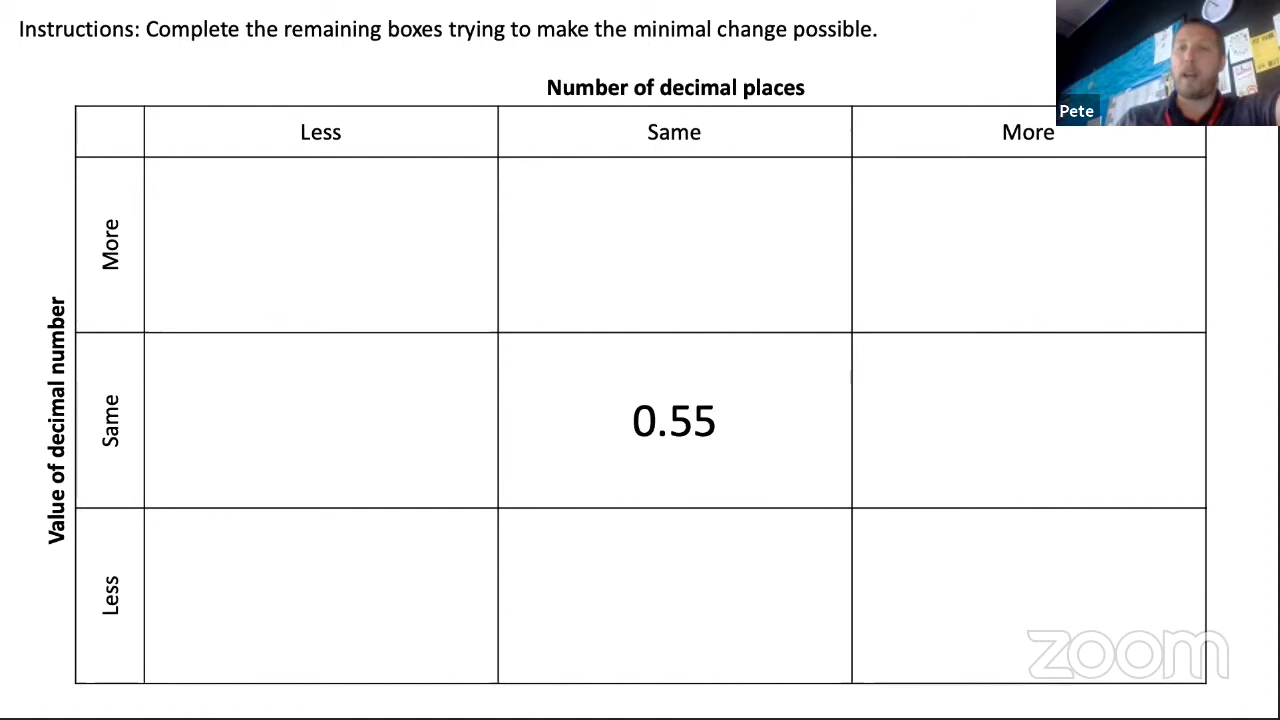 Instructions: Complete the remaining boxes trying to make the minimal change possible.
Number of decimal places
Less
Same
More
Pete
Value of decimal number
More
Same
0.55
Less
zoom